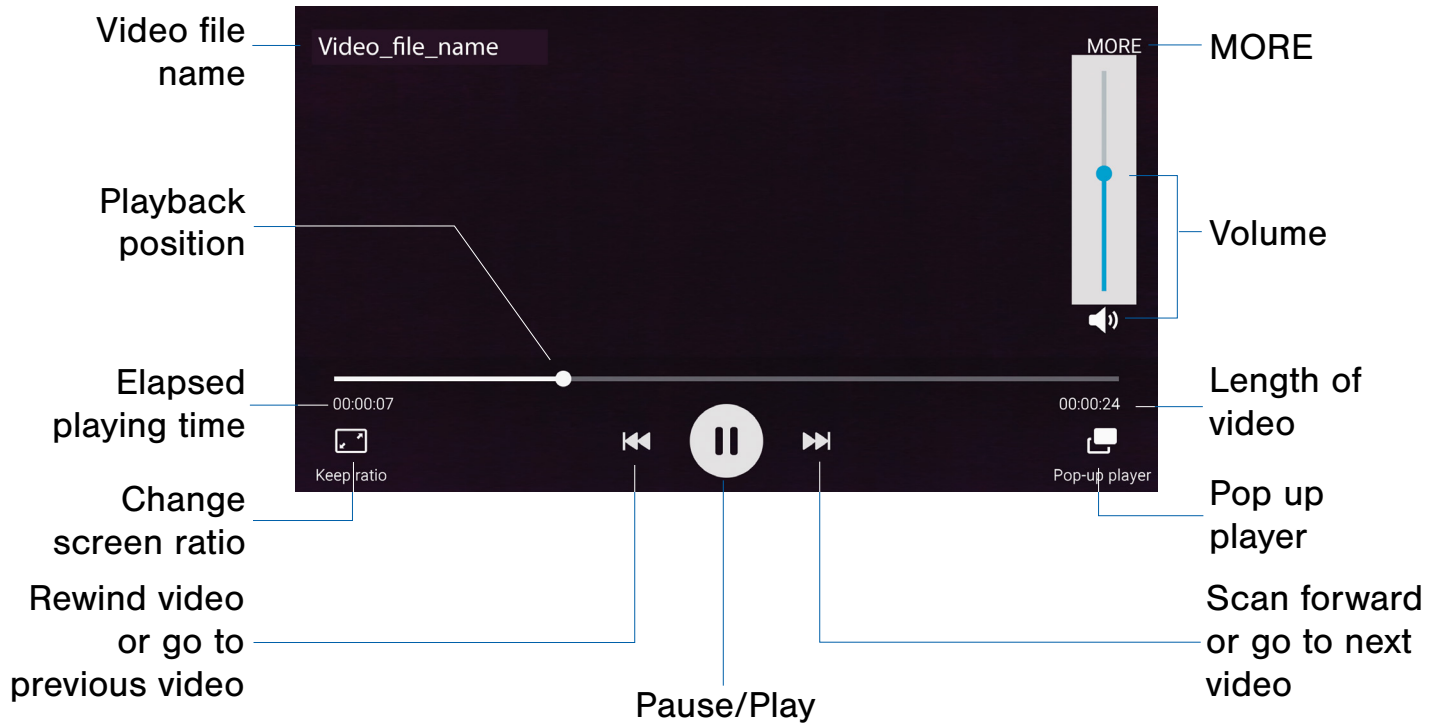 Video file
name
Video_file_name
MORE
MORE
Playback
position
Volume
Elapsed
playing time
00:00:07
00:00:24
Length of
video
Keep ratio
Pop-up player
Change
screen ratio
Pop up
player
Rewind video
or go to
previous video
Pause/Play
Scan forward
or go to next
video